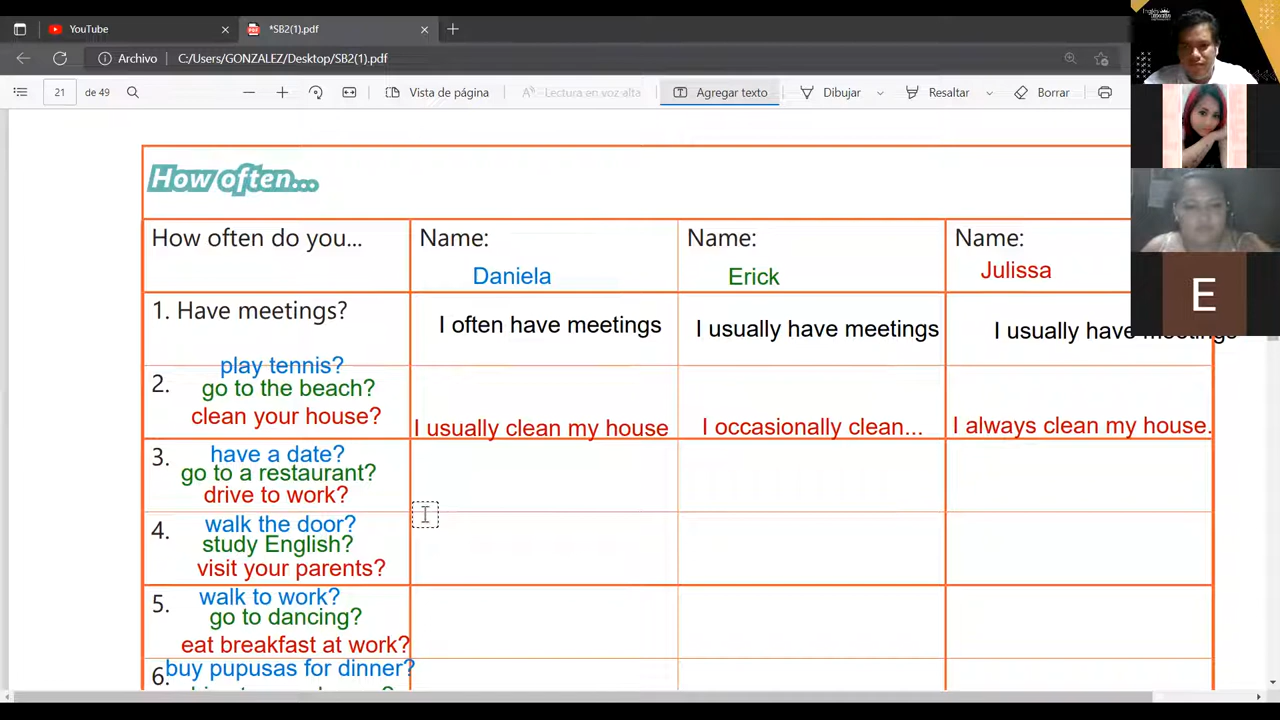 YouTube
*SB2(1).pdf
Archivo
C:/Users/GONZALEZ/Desktop/SB2(1).pdf
21 de 49
Vista de página
Lectura en voz alta
Agregar texto
Dibujar
Resaltar
Borrar
Inglés
How often...
How often do you...
Name:
Daniela
Name:
Erick
Name:
Julissa
1. Have meetings?
I often have meetings
I usually have meetings
I usually have meetings
2.
play tennis?
go to the beach?
clean your house?
I usually clean my house
I occasionally clean...
I always clean my house.
3.
have a date?
go to a restaurant?
drive to work?
4.
walk the door?
study English?
visit your parents?
5.
walk to work?
go to dancing?
eat breakfast at work?
6.
buy pupusas for dinner?
E